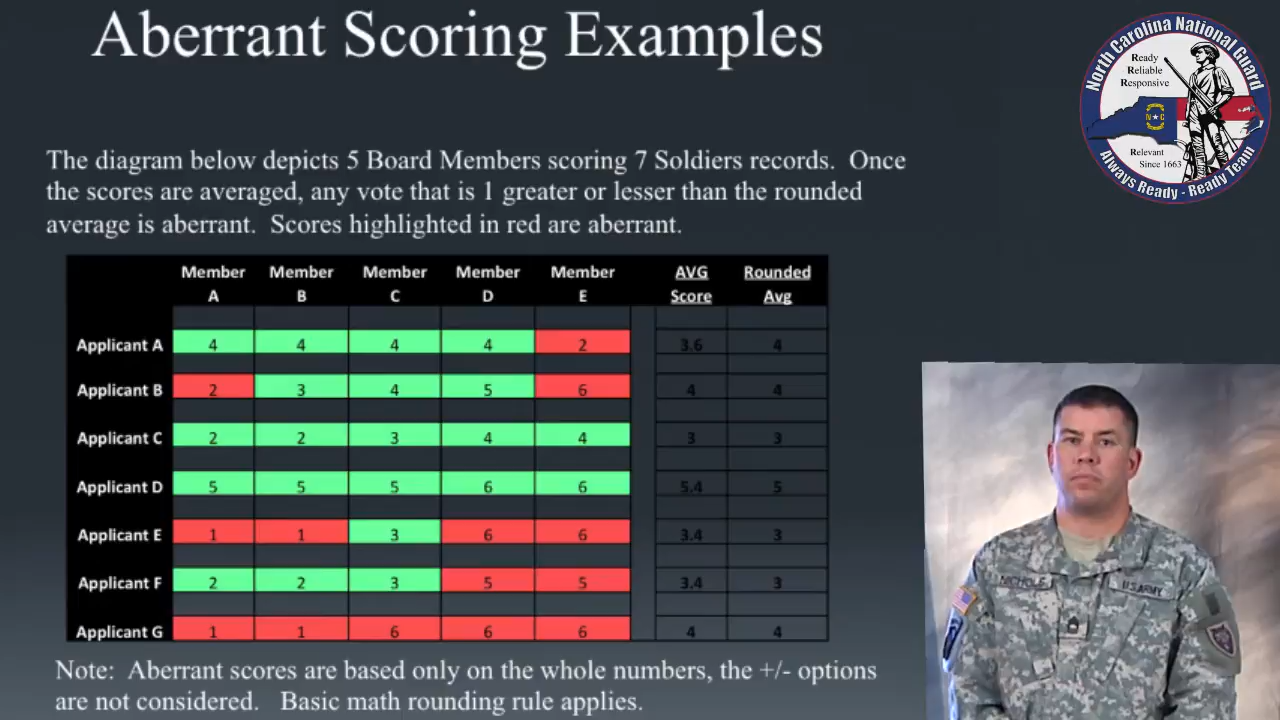 Aberrant Scoring Examples
North Carolina National Guard
Ready
Reliable
Responsive
N C
Relevant
Since 1663
Always Ready - Ready Team
The diagram below depicts 5 Board Members scoring 7 Soldiers records. Once
the scores are averaged, any vote that is 1 greater or lesser than the rounded
average is aberrant. Scores highlighted in red are aberrant.
Member A Member B Member C Member D Member E AVG Score Rounded Avg
Applicant A 4 4 4 4 2 3.6 4
Applicant B 2 3 4 5 6 4 4
Applicant C 2 2 3 4 4 3 3
Applicant D 5 5 5 6 6 5.4 5
Applicant E 1 1 3 6 6 3.4 3
Applicant F 2 2 3 5 5 3.4 3
Applicant G 1 1 6 6 6 4 4
Note: Aberrant scores are based only on the whole numbers, the +/- options
are not considered. Basic math rounding rule applies.
NICHOLS
U.S. ARMY